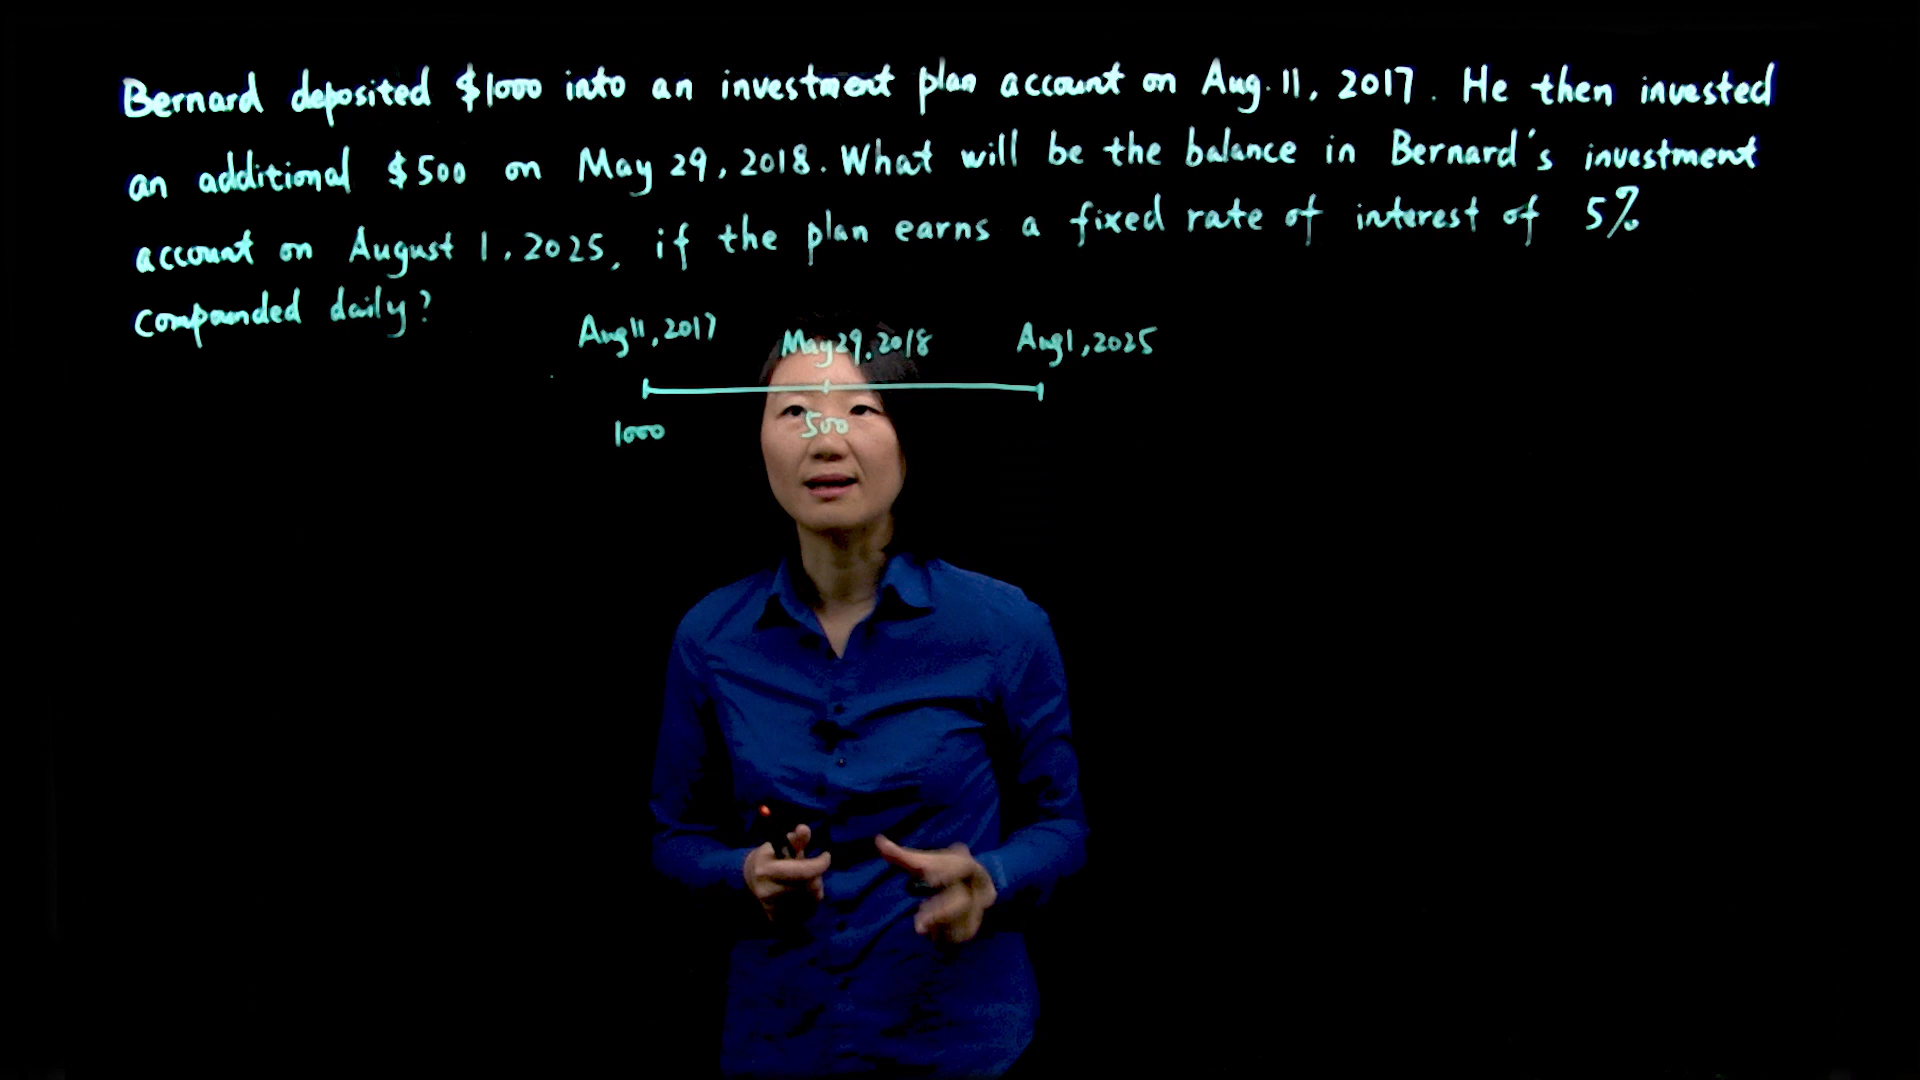 Bernard deposited $1000 into an investment plan account on Aug. 11, 2017. He then invested
an additional $500 on May 29, 2018. What will be the balance in Bernard's investment
account on August 1, 2025, if the plan earns a fixed rate of interest of 5%
compounded daily?
Aug 11, 2017 May 29, 2018 Aug 1, 2025
1000 500